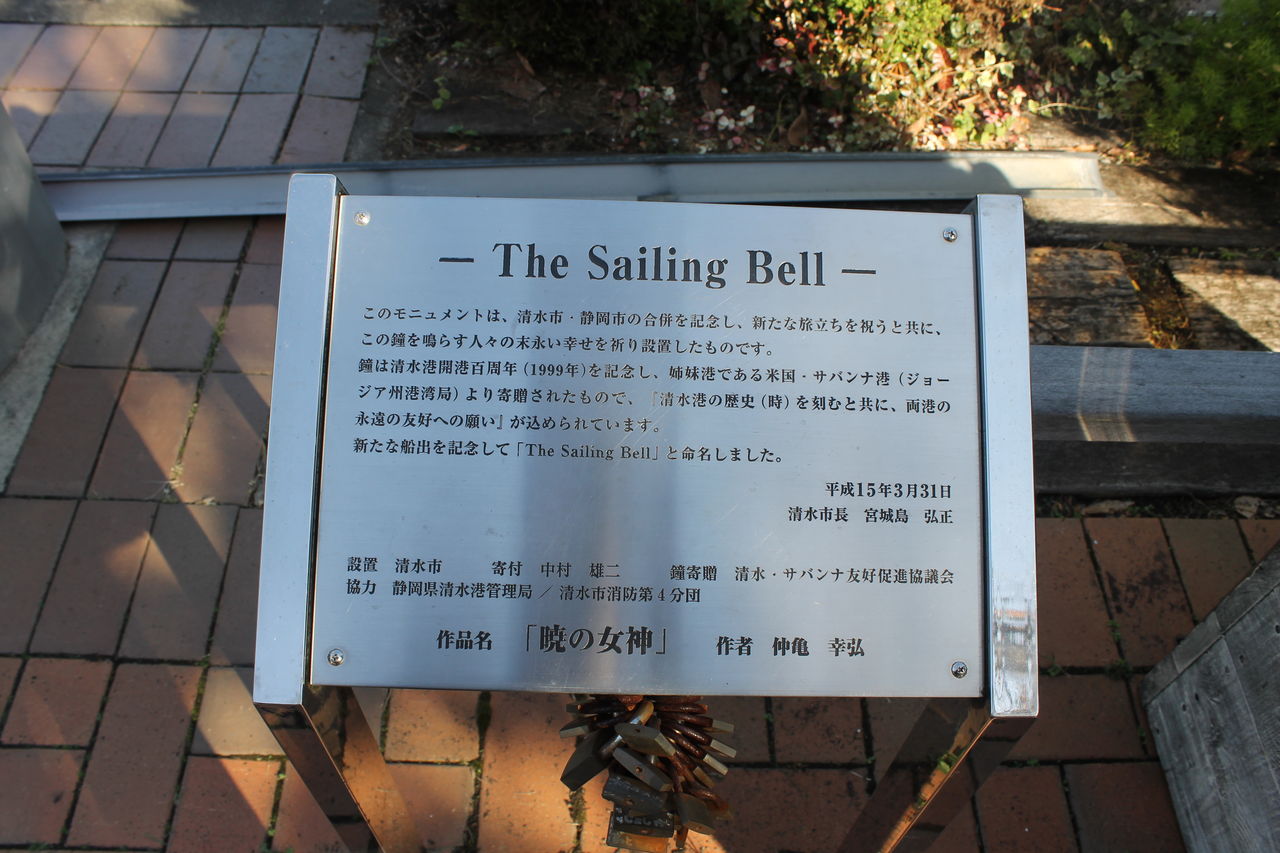 — The Sailing Bell —
このモニュメントは、清水市・静岡市の合併を記念し、新たな旅立ちを祝うと共に、
この鐘を鳴らす人々の末永い幸せを祈り設置したものです。
鐘は清水港開港百周年(1999年)を記念し、姉妹港である米国・サバンナ港(ジョー
ジア州港湾局)より寄贈されたもので、『清水港の歴史(時)を刻むと共に、両港の
永遠の友好への願い』が込められています。
新たな船出を記念して「The Sailing Bell」と命名しました。
平成15年3月31日
清水市長 宮城島 弘正
設置 清水市 寄付 中村 雄二 鐘寄贈 清水・サバンナ友好促進協議会
協力 静岡県清水港管理局 / 清水市消防第4分団
作品名 「暁の女神」 作者 仲亀 幸弘